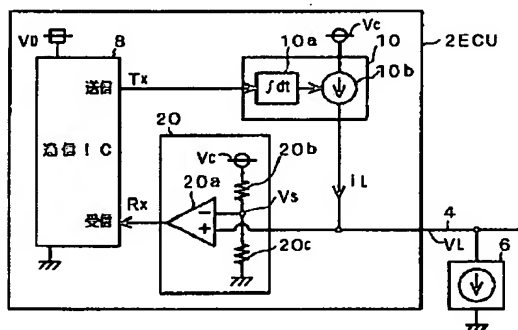 VD
8
送信
Tx
通信IC
Rx
受信
10a
∫dt
Vc
10
10b
2ECU
20
Vc
20b
20a
Vs
20c
iL
4
VL
6